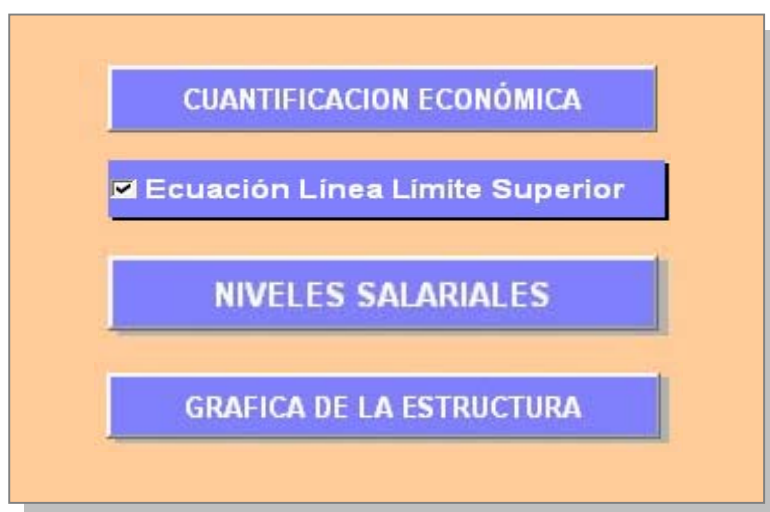 CUANTIFICACION ECONÓMICA
Ecuación Línea Límite Superior
NIVELES SALARIALES
GRAFICA DE LA ESTRUCTURA